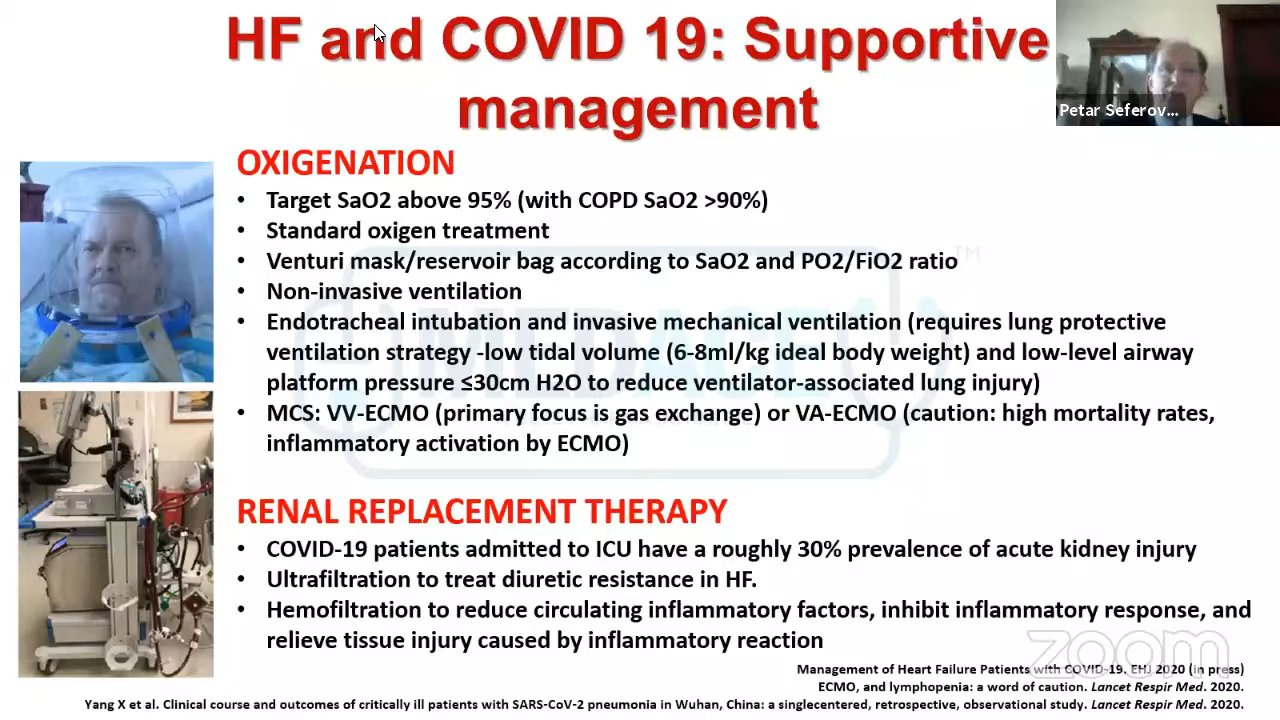 HF and COVID 19: Supportive
management
Petar Seferov...
OXIGENATION
• Target SaO2 above 95% (with COPD SaO2 >90%)
• Standard oxigen treatment
• Venturi mask/reservoir bag according to SaO2 and PO2/FiO2 ratio
• Non-invasive ventilation
• Endotracheal intubation and invasive mechanical ventilation (requires lung protective
ventilation strategy -low tidal volume (6-8ml/kg ideal body weight) and low-level airway
platform pressure ≤30cm H2O to reduce ventilator-associated lung injury)
• MCS: VV-ECMO (primary focus is gas exchange) or VA-ECMO (caution: high mortality rates,
inflammatory activation by ECMO)
MEDACE
TM
RENAL REPLACEMENT THERAPY
• COVID-19 patients admitted to ICU have a roughly 30% prevalence of acute kidney injury
• Ultrafiltration to treat diuretic resistance in HF.
• Hemofiltration to reduce circulating inflammatory factors, inhibit inflammatory response, and
relieve tissue injury caused by inflammatory reaction
zoom
Management of Heart Failure Patients with COVID-19. EHJ 2020 (in press)
ECMO, and lymphopenia: a word of caution. Lancet Respir Med. 2020.
Yang X et al. Clinical course and outcomes of critically ill patients with SARS-CoV-2 pneumonia in Wuhan, China: a singlecentered, retrospective, observational study. Lancet Respir Med. 2020.